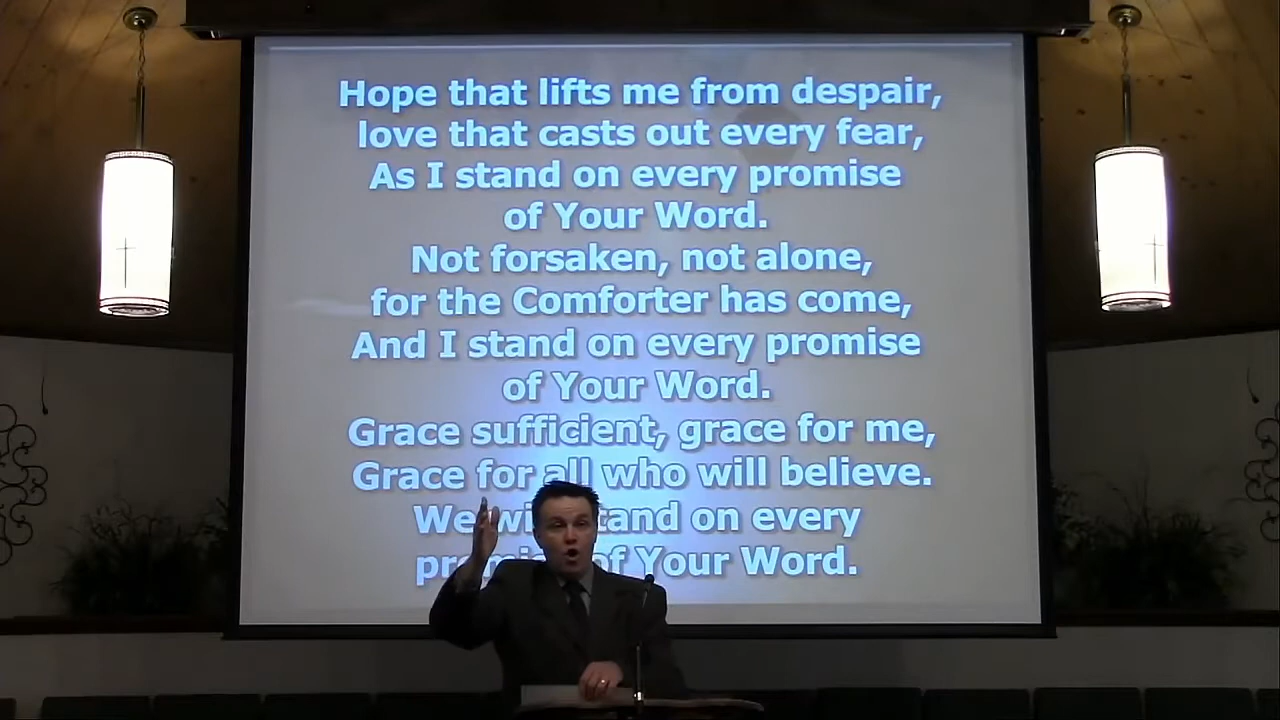 Hope that lifts me from despair,
love that casts out every fear,
As I stand on every promise
of Your Word.
Not forsaken, not alone,
for the Comforter has come,
And I stand on every promise
of Your Word.
Grace sufficient, grace for me,
Grace for all who will believe.
We stand on every
of Your Word.